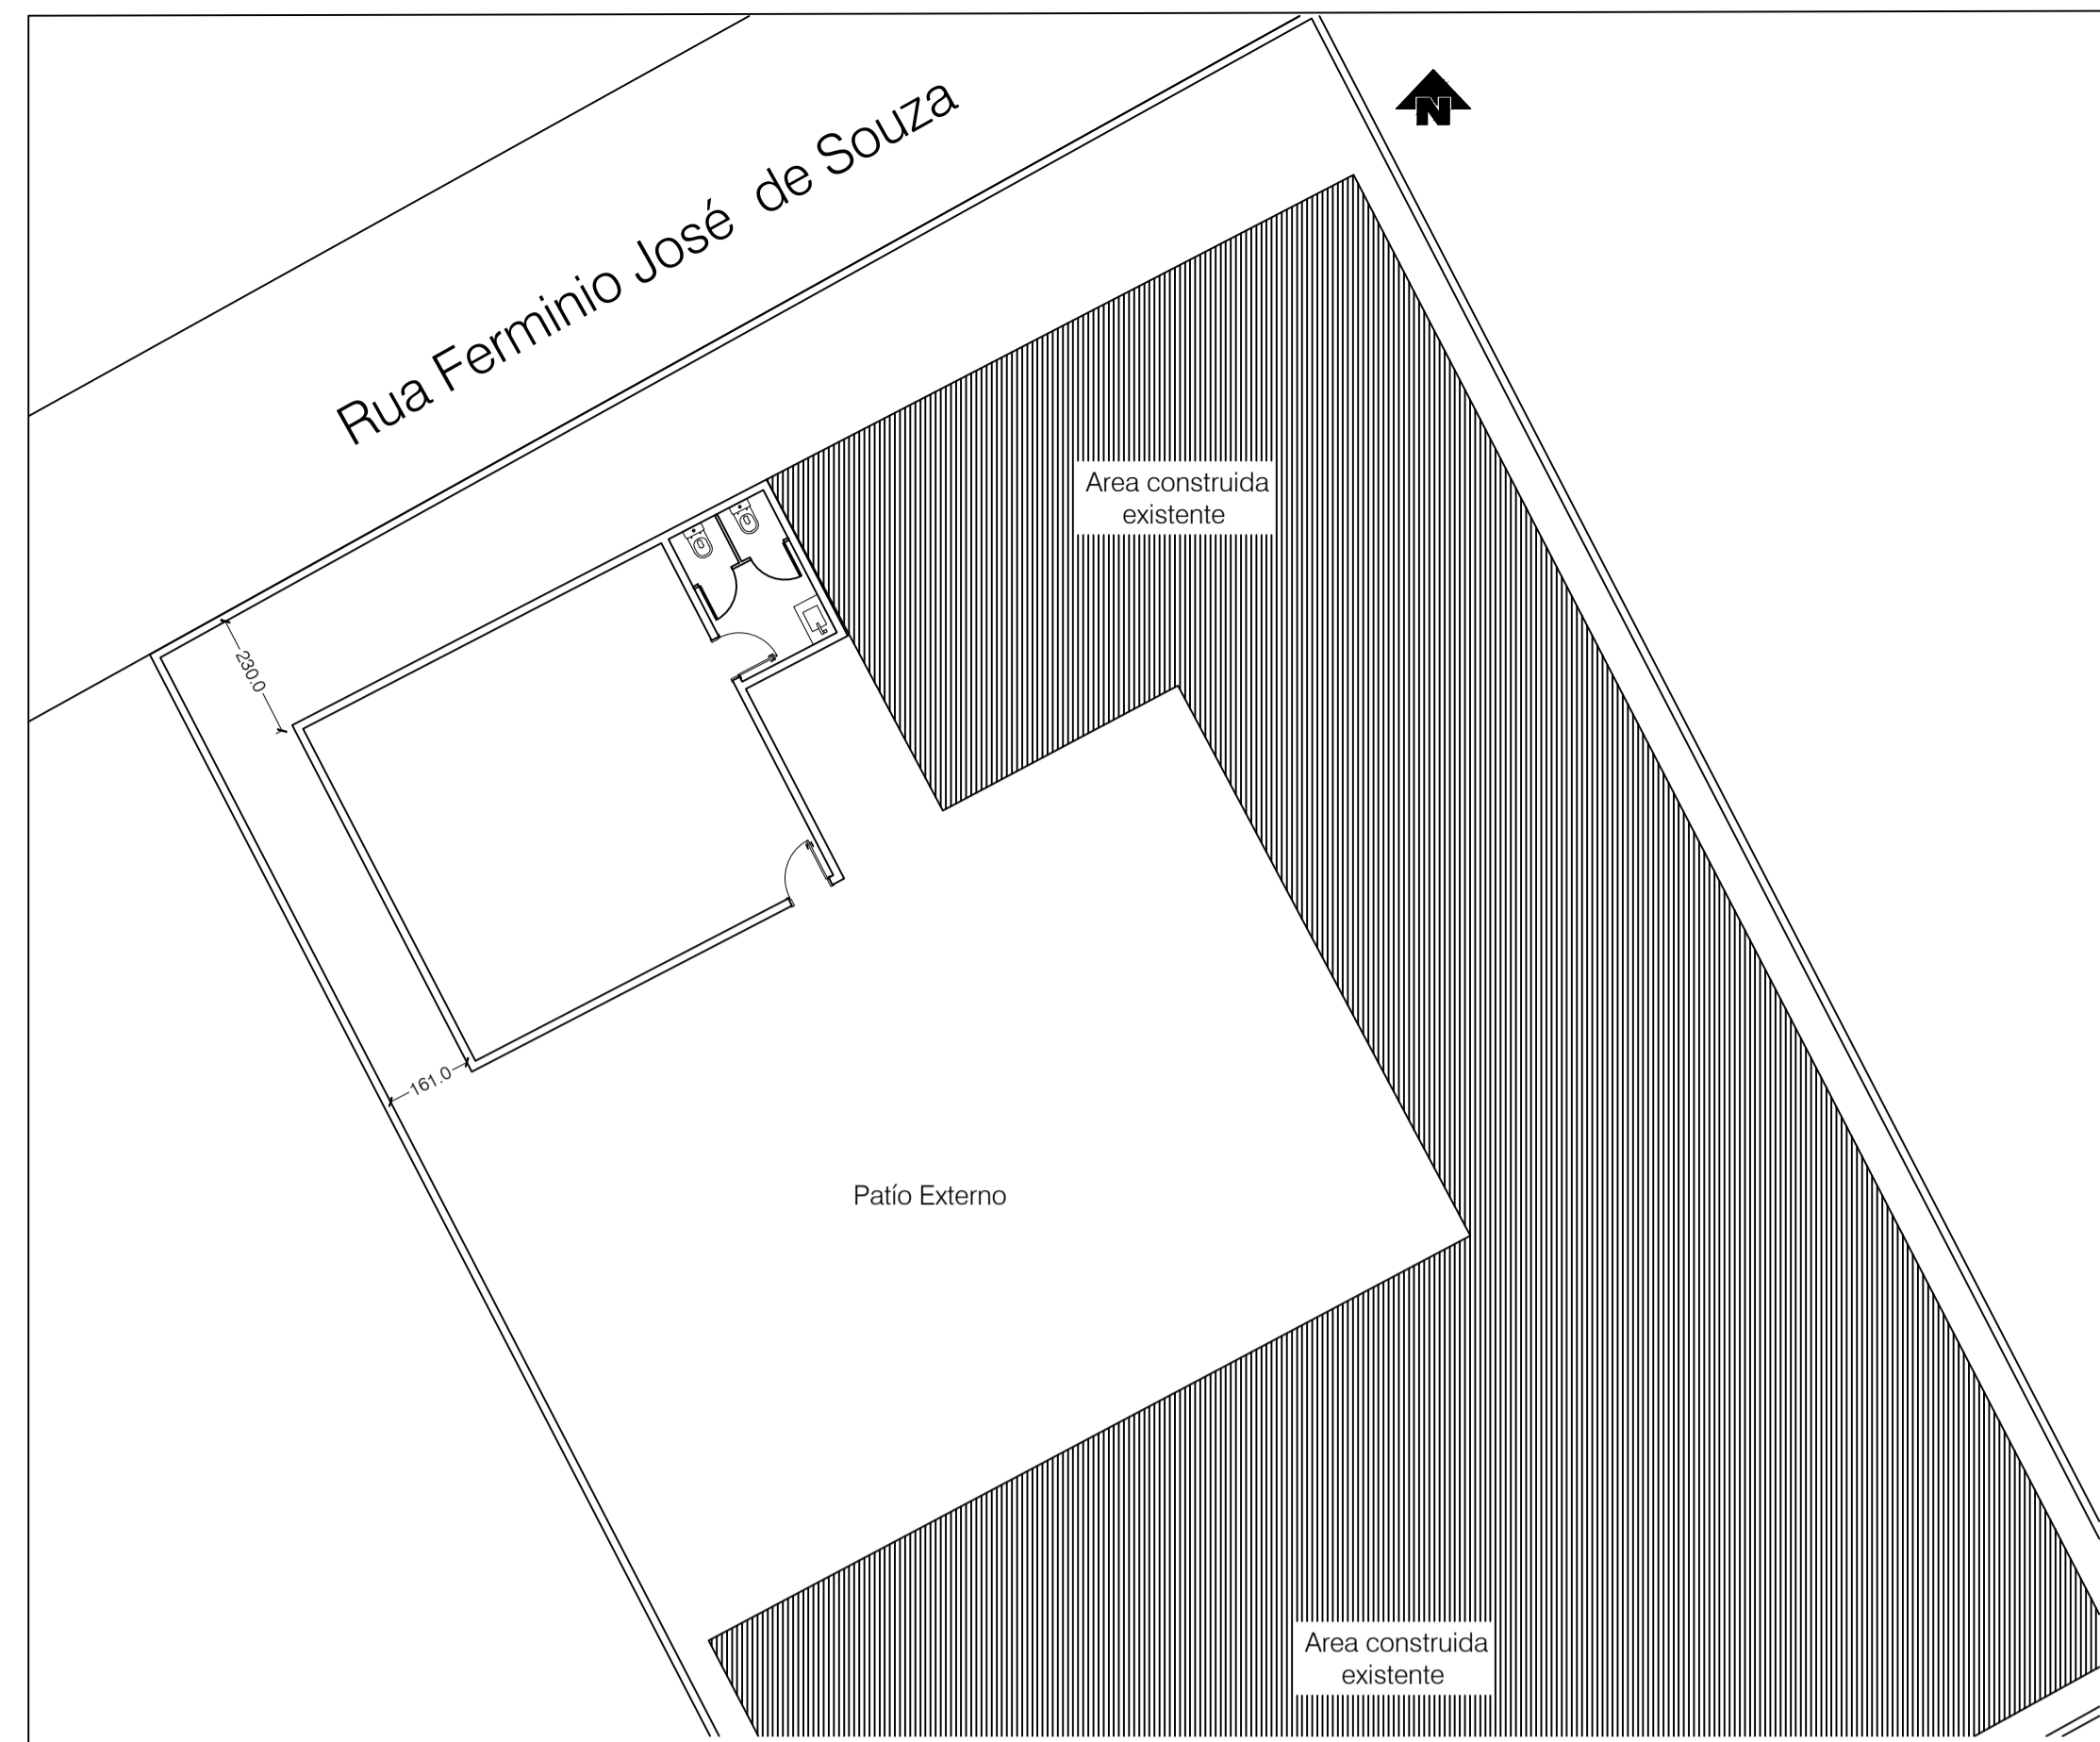 N
Rua Ferminio José de Souza
Area construida
existente
230.0
161.0
Patío Externo
Area construida
existente